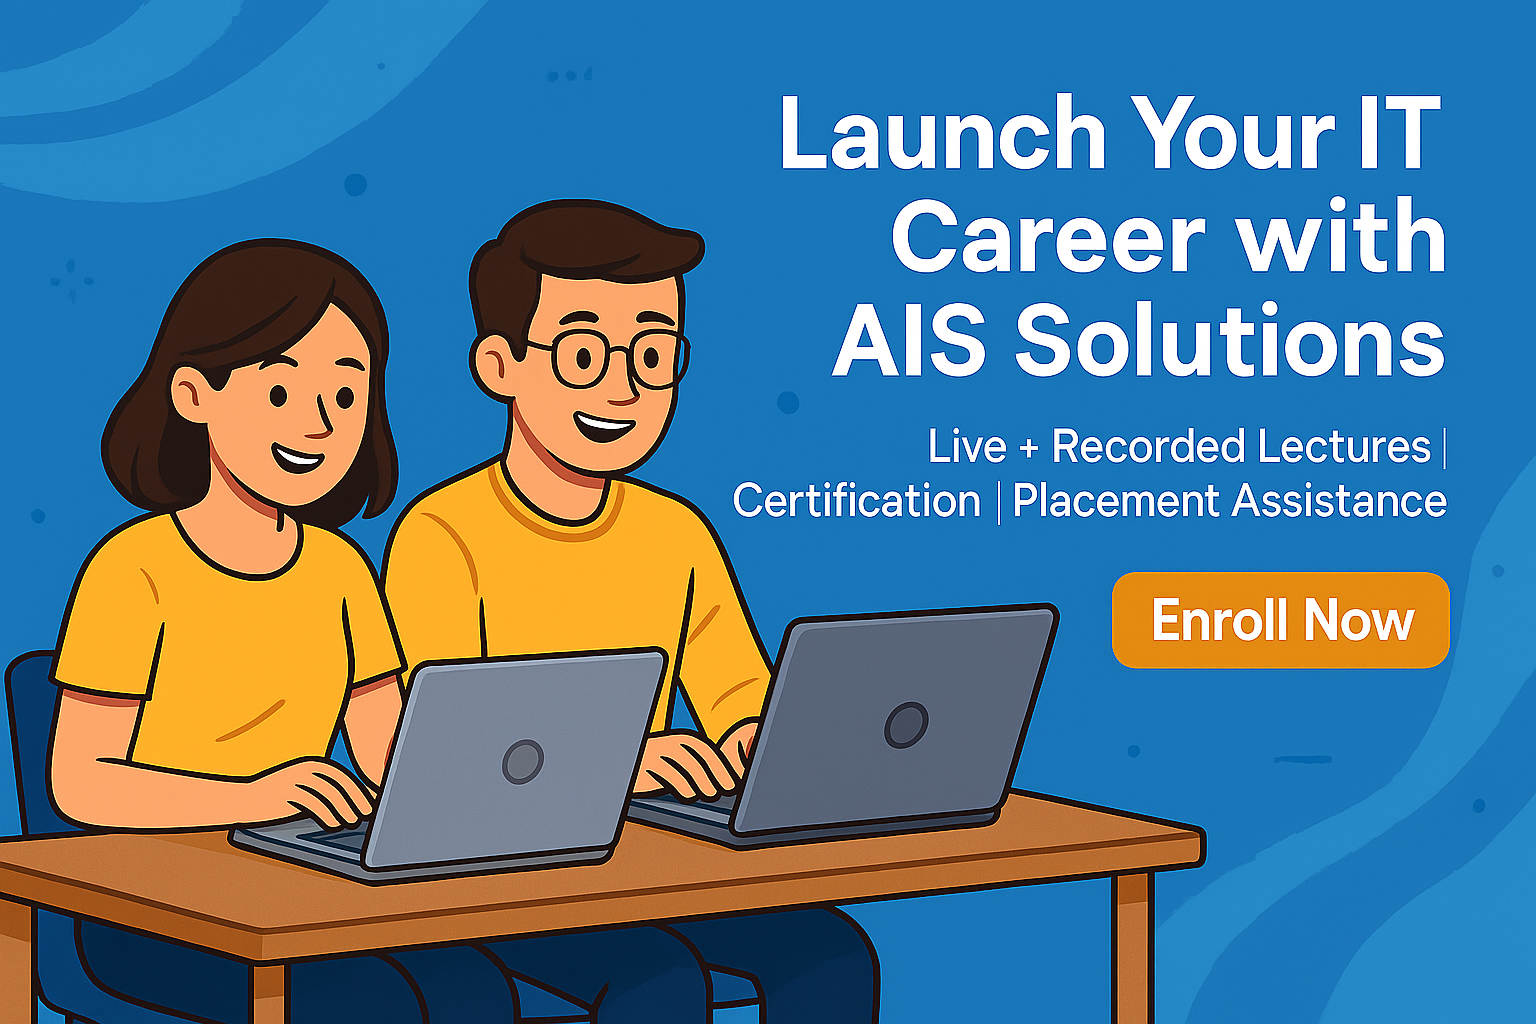 Launch Your IT
Career with
AIS Solutions
Live + Recorded Lectures |
Certification | Placement Assistance
Enroll Now